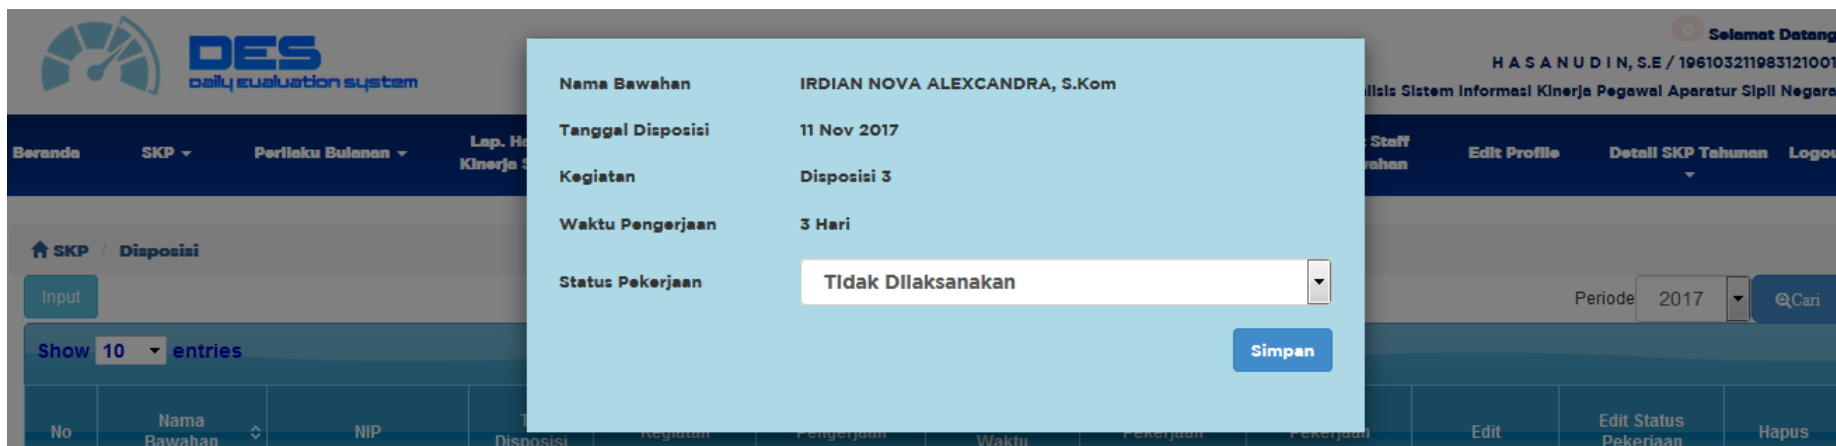 DES
Daily Evaluation system
Selamat Datang
H A S A N U D I N, S.E / 196103211983121001
Sistem Informasi Kinerja Pegawai Aparatur Sipil Negara
Beranda
SKP
Perilaku Bulanan
Lap.
Kinerja
Staff
Edit Profile
Detail SKP Tahunan
Nama Bawahan IRDIAN NOVA ALEXCANDRA, S.Kom
Tanggal Disposisi 11 Nov 2017
Kegiatan Disposisi 3
Waktu Pengerjaan 3 Hari
Status Pekerjaan Tidak Dilaksanakan
Simpan
SKP / Disposisi
Input
Periode 2017 Cari
Show 10 entries
No
Nama Bawahan
NIP
Disposisi
Kegiatan
Pengerjaan
Waktu
Pekerjaan
Pekerjaan
Edit
Edit Status Pekerjaan
Hapus